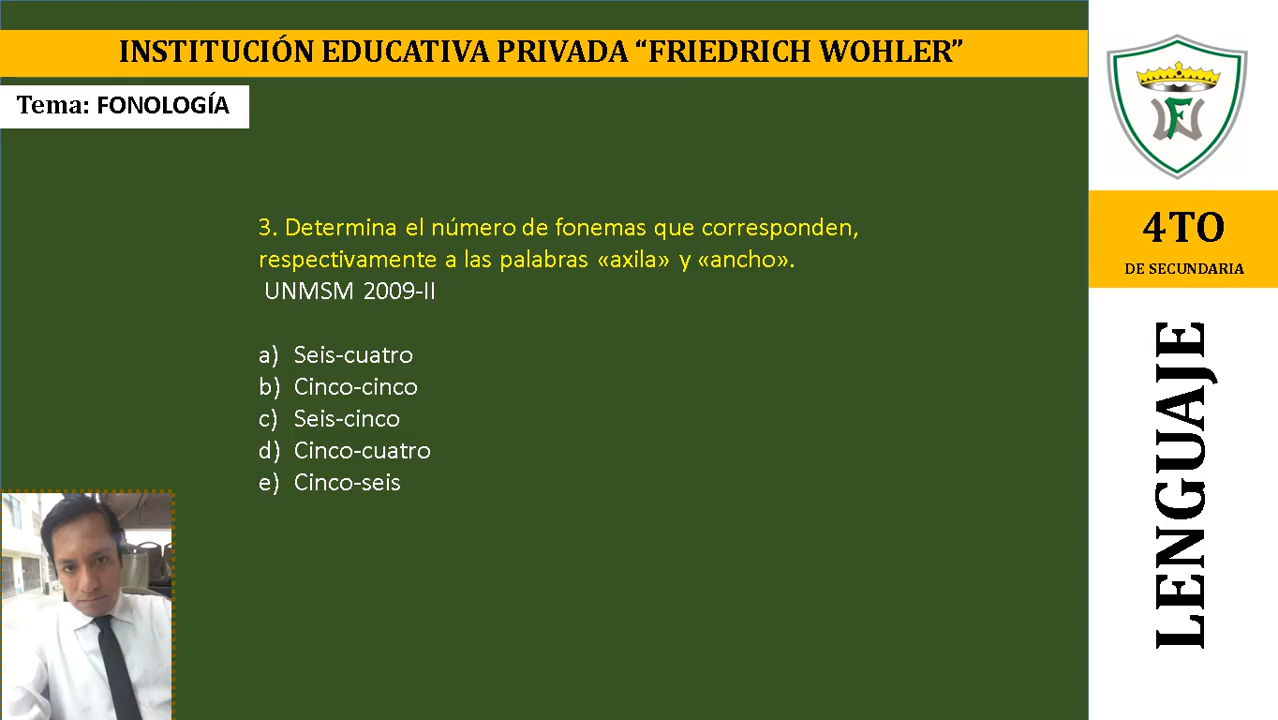 INSTITUCIÓN EDUCATIVA PRIVADA “FRIEDRICH WOHLER”
Tema: FONOLOGÍA
3. Determina el número de fonemas que corresponden,
respectivamente a las palabras «axila» y «ancho».
UNMSM 2009-II
a) Seis-cuatro
b) Cinco-cinco
c) Seis-cinco
d) Cinco-cuatro
e) Cinco-seis
FW
4TO
DE SECUNDARIA
LENGUAJE